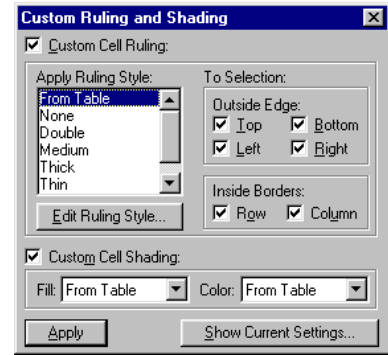 Custom Ruling and Shading
Custom Cell Ruling:
Apply Ruling Style:
From Table
None
Double
Medium
Thick
Thin
Edit Ruling Style...
To Selection:
Outside Edge:
Top Bottom
Left Right
Inside Borders:
Row Column
Custom Cell Shading:
Fill: From Table Color: From Table
Apply Show Current Settings...